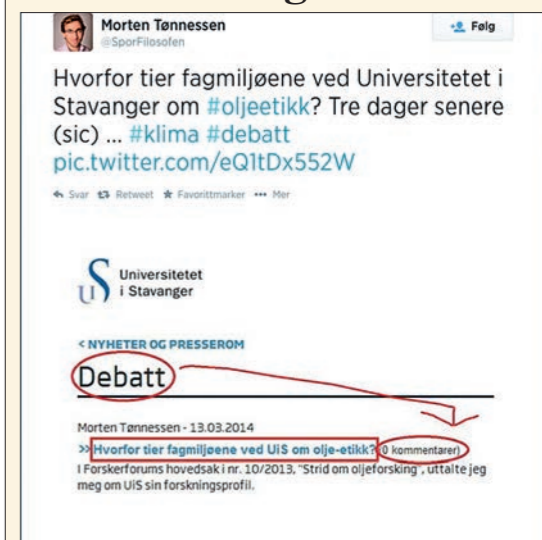 Morten Tønnessen
@SporFilosofen
Følg
Hvorfor tier fagmiljøene ved Universitetet i
Stavanger om #oljeetikk? Tre dager senere
(sic) ... #klima #debatt
pic.twitter.com/eQ1tDx552W
Svar Retweet Favorittmarker ••• Mer
US
Universitetet
i Stavanger
< NYHETER OG PRESSEROM
Debatt
Morten Tønnessen - 13.03.2014
>>Hvorfor tier fagmiljøene ved UiS om olje-etikk? (0 kommentarer)
I Forskerforums hovedsak i nr. 10/2013, "Strid om oljeforsking", uttalte jeg
meg om UiS sin forskningsprofil.